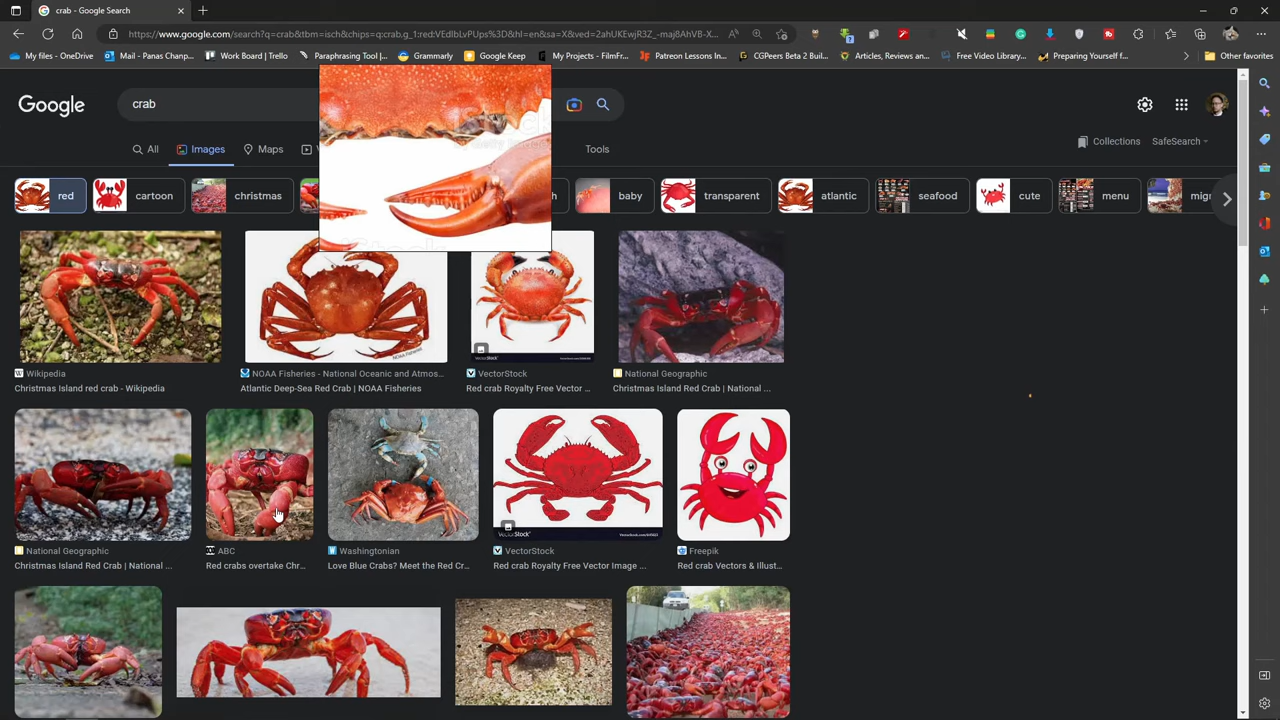 crab - Google Search
https://www.google.com/search?q=crab&tbm=isch&chips=q:crab,g_1:red:VEdlbLvPUps%3D&hl=en&sa=X&ved=2ahUKEwjR3Z_-maj8AhVB-X...
My files - OneDrive
Mail - Panas Chanp...
Work Board | Trello
Paraphrasing Tool |...
Grammarly
Google Keep
My Projects - FilmFr...
Patreon Lessons In...
CGPeers Beta 2 Buil...
Articles, Reviews an...
Preparing Yourself f...
Google
crab
All
Images
Maps
Tools
Collections
SafeSearch
red
cartoon
christmas
h
baby
transparent
atlantic
seafood
cute
menu
migr
Wikipedia
Christmas Island red crab - Wikipedia
NOAA Fisheries
NOAA Fisheries - National Oceanic and Atmos...
Atlantic Deep-Sea Red Crab | NOAA Fisheries
VectorStock
VectorStock
Red crab Royalty Free Vector ...
National Geographic
Christmas Island Red Crab | National ...
National Geographic
Christmas Island Red Crab | National ...
ABC
Red crabs overtake Chr...
Washingtonian
Love Blue Crabs? Meet the Red Cr...
VectorStock
VectorStock
Red crab Royalty Free Vector Image ...
Freepik
Red crab Vectors & Illust...